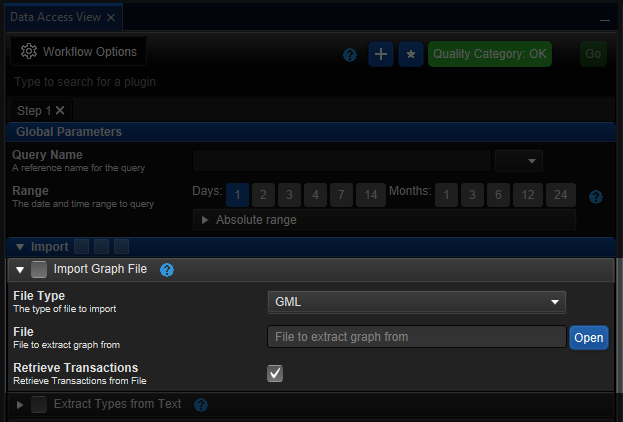 Data Access View
Workflow Options
? + Quality Category: OK Go
Type to search for a plugin
Step 1
Global Parameters
Query Name
A reference name for the query
Range
The date and time range to query
Days: 1 2 3 4 7 14 Months: 1 3 6 12 24 ?
Absolute range
Import
Import Graph File ?
File Type
The type of file to import
GML
File
File to extract graph from
File to extract graph from
Open
Retrieve Transactions
Retrieve Transactions from File
Extract Types from Text ?